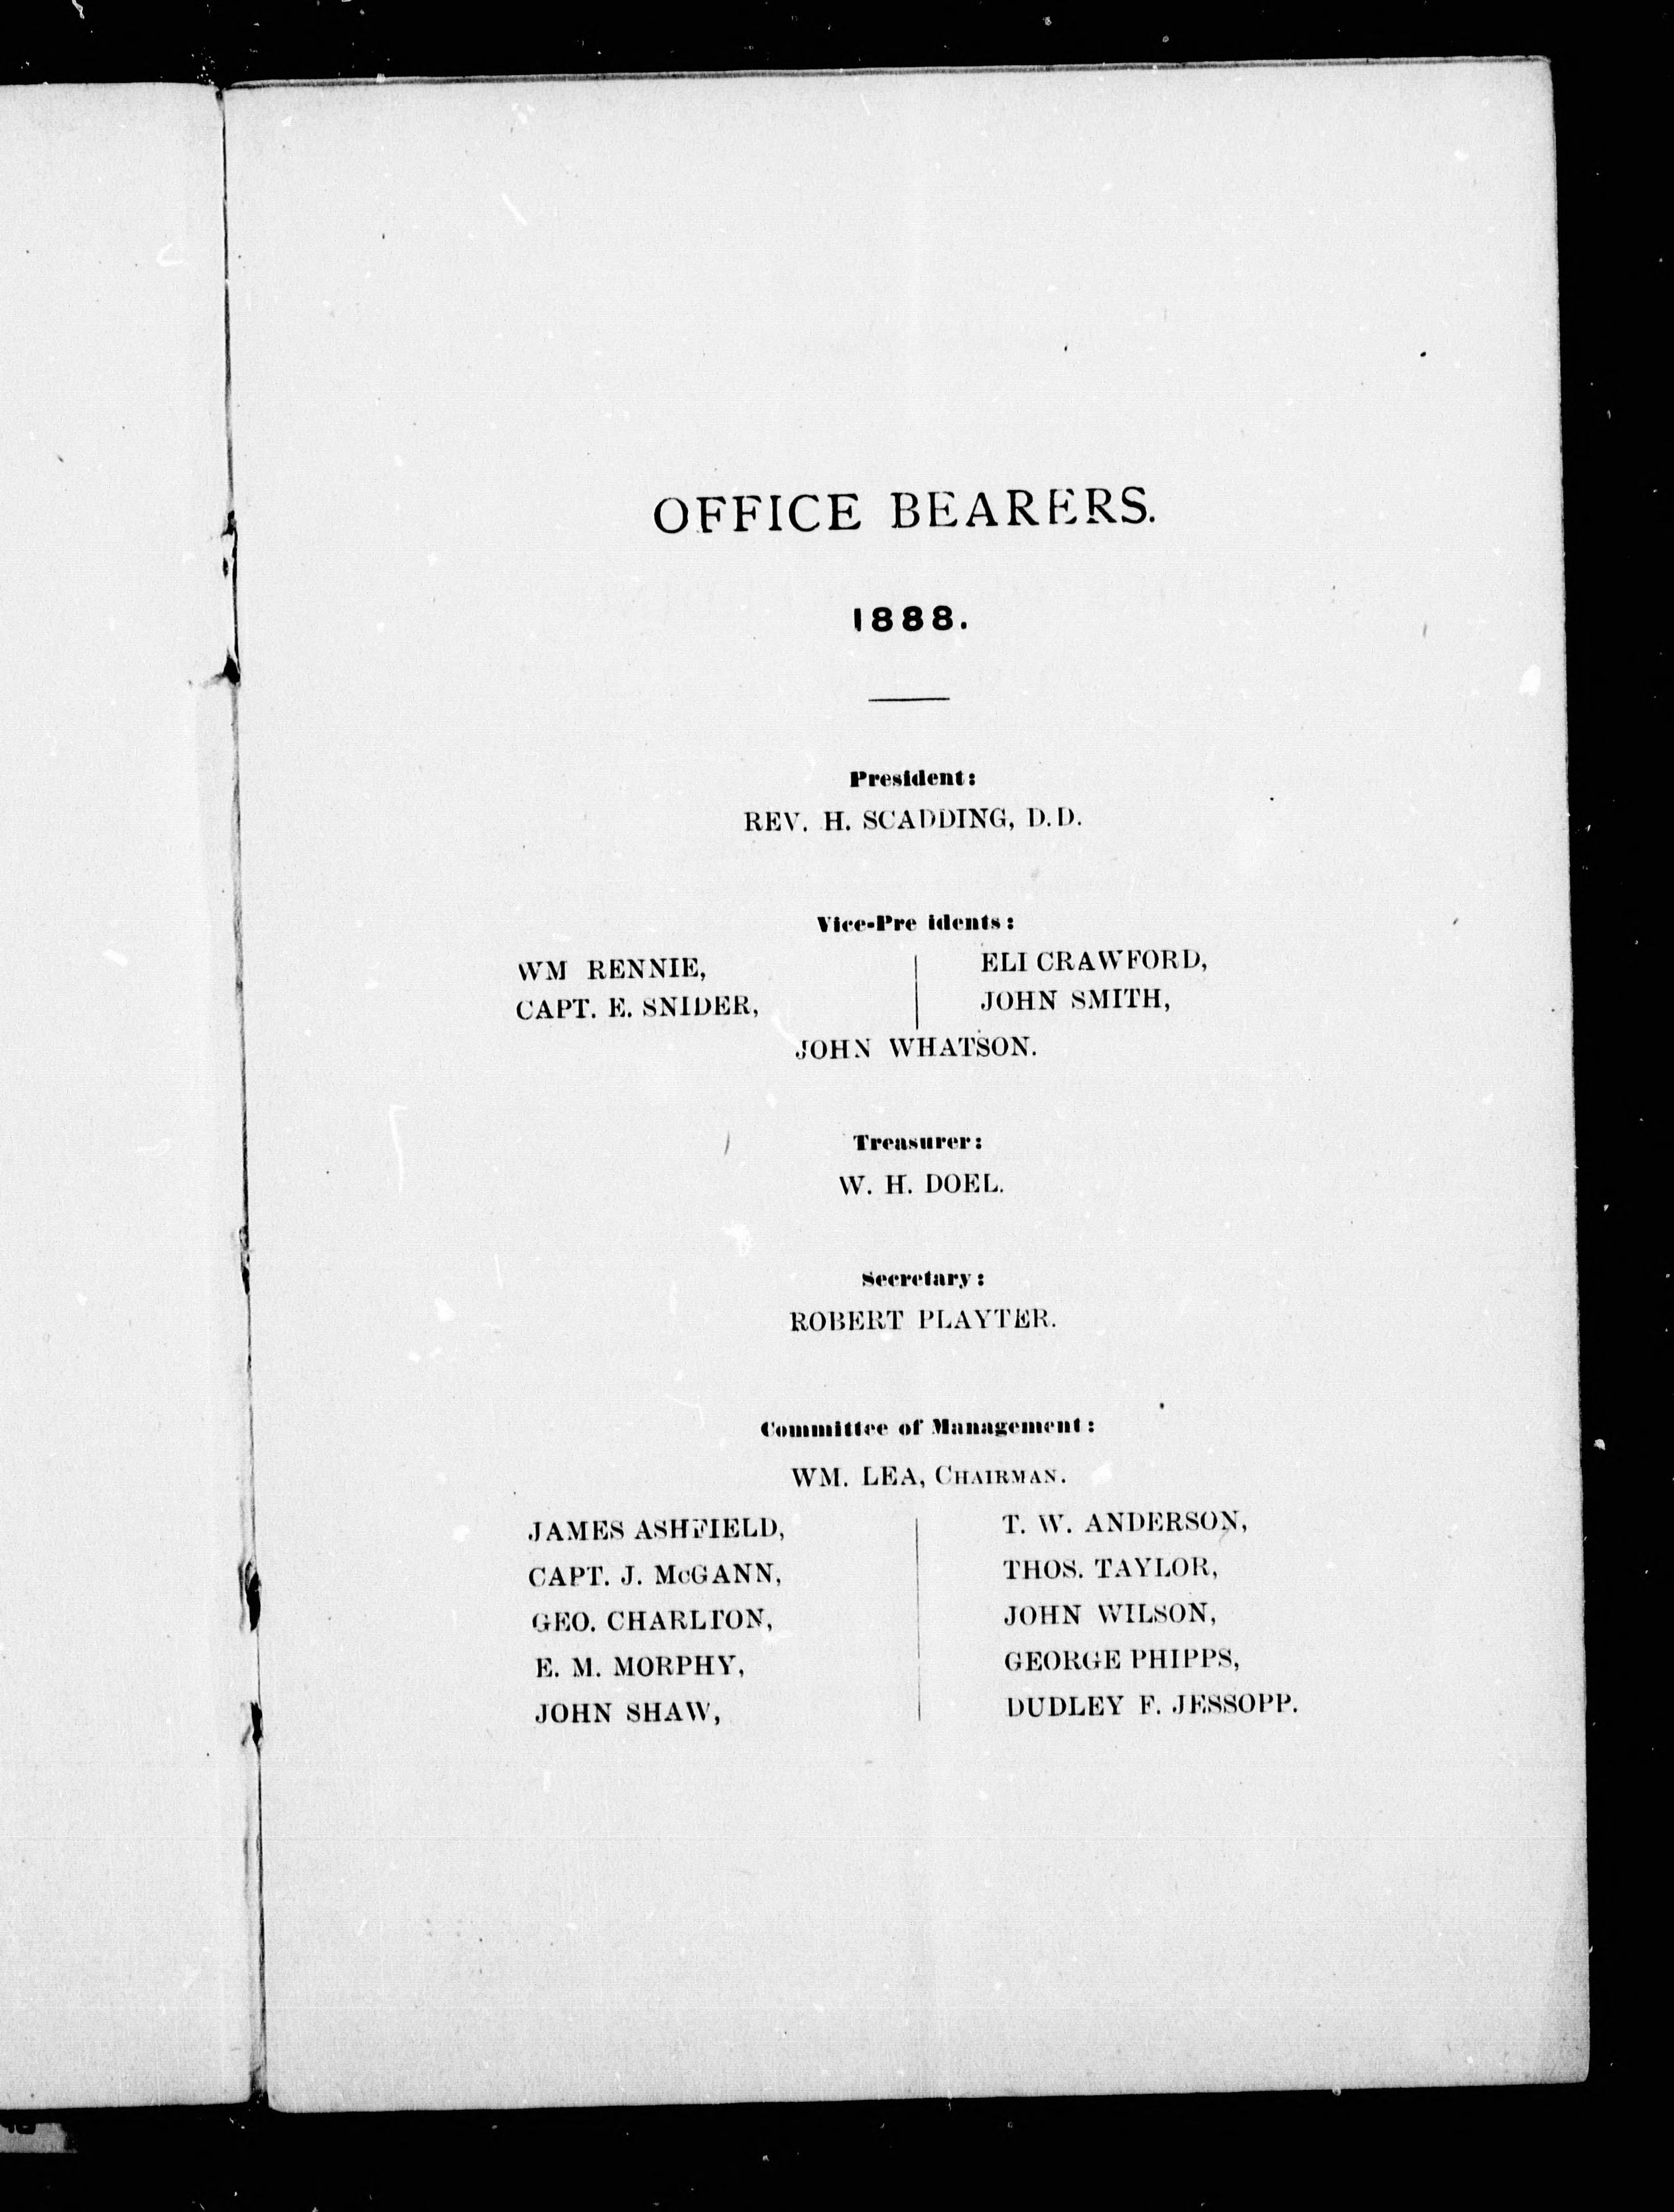 OFFICE BEARERS.
1888.
President:
REV. H. SCADDING, D.D.
Vice-Pre idents:
WM RENNIE,
CAPT. E. SNIDER,
ELI CRAWFORD,
JOHN SMITH,
JOHN WHATSON.
Treasurer:
W. H. DOEL.
Secretary:
ROBERT PLAYTER.
Committee of Management:
WM. LEA, CHAIRMAN.
JAMES ASHFIELD,
CAPT. J. McGANN,
GEO. CHARLTON,
E. M. MORPHY,
JOHN SHAW,
T. W. ANDERSON,
THOS. TAYLOR,
JOHN WILSON,
GEORGE PHIPPS,
DUDLEY F. JESSOPP.